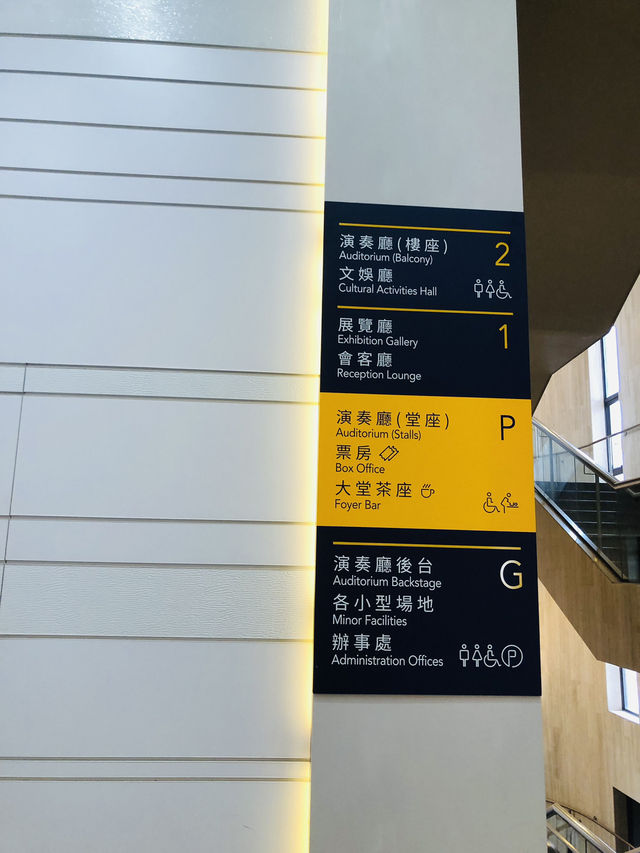 演奏廳(樓座) 2
Auditorium (Balcony)
文娛廳
Cultural Activities Hall
展覽廳 1
Exhibition Gallery
會客廳
Reception Lounge
演奏廳(堂座) P
Auditorium (Stalls)
票房
Box Office
大堂茶座
Foyer Bar
演奏廳後台 G
Auditorium Backstage
各小型場地
Minor Facilities
辦事處
Administration Offices P